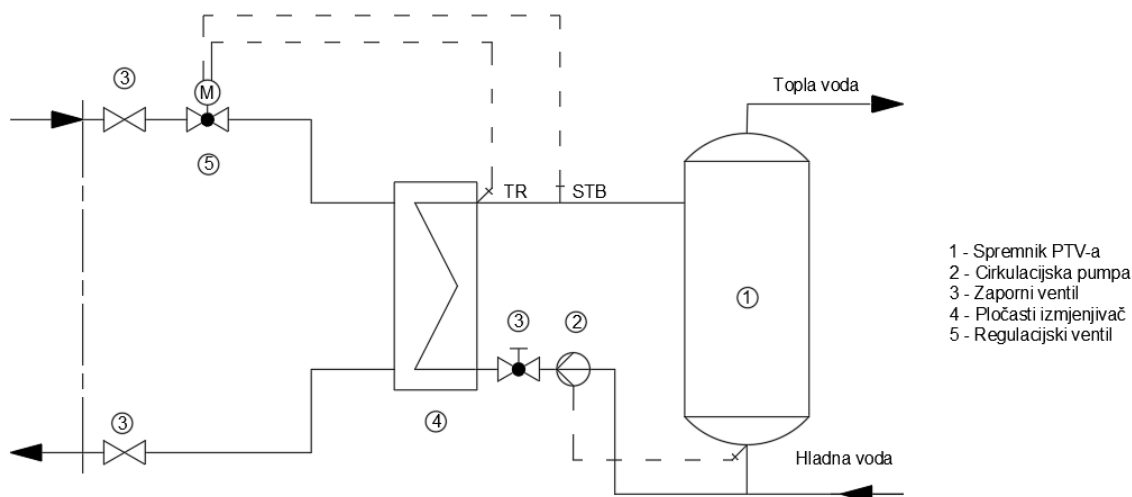 3
M
5
Topla voda
TR
STB
1
3
2
4
3
Hladna voda
1 - Spremnik PTV-a
2 - Cirkulacijska pumpa
3 - Zaporni ventil
4 - Pločasti izmjenjivač
5 - Regulacijski ventil